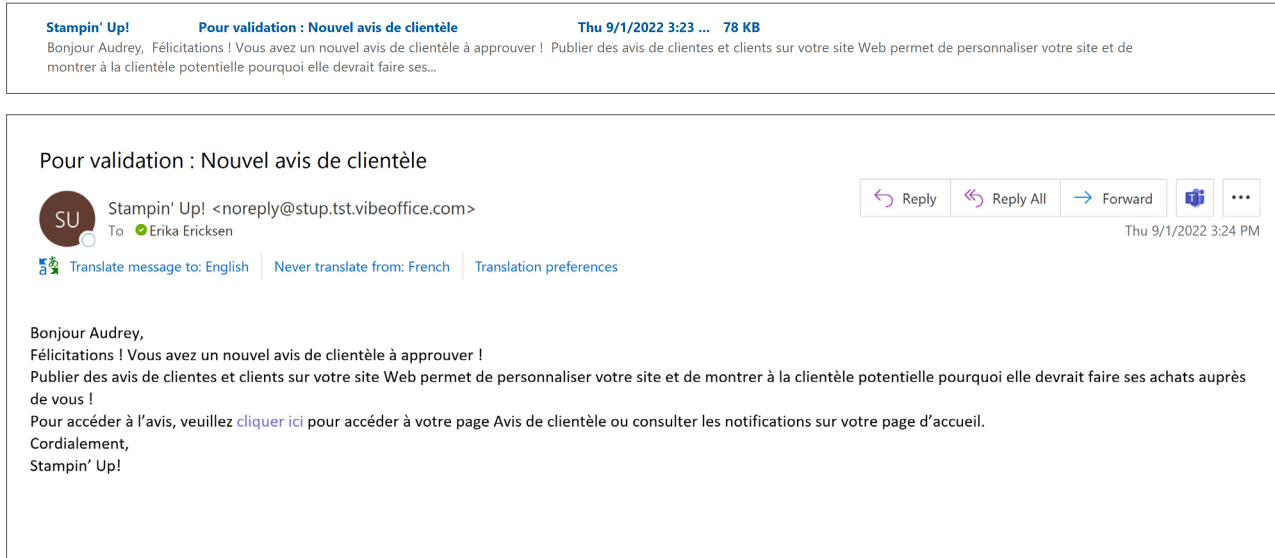 Stampin' Up! Pour validation : Nouvel avis de clientèle Thu 9/1/2022 3:23 ... 78 KB
Bonjour Audrey, Félicitations ! Vous avez un nouvel avis de clientèle à approuver ! Publier des avis de clientes et clients sur votre site Web permet de personnaliser votre site et de
montrer à la clientèle potentielle pourquoi elle devrait faire ses...
Pour validation : Nouvel avis de clientèle
SU
Stampin' Up! <noreply@stup.tst.vibeoffice.com>
To Erika Ericksen
Reply Reply All Forward
Thu 9/1/2022 3:24 PM
Translate message to: English Never translate from: French Translation preferences
Bonjour Audrey,
Félicitations ! Vous avez un nouvel avis de clientèle à approuver !
Publier des avis de clientes et clients sur votre site Web permet de personnaliser votre site et de montrer à la clientèle potentielle pourquoi elle devrait faire ses achats auprès
de vous !
Pour accéder à l’avis, veuillez cliquer ici pour accéder à votre page Avis de clientèle ou consulter les notifications sur votre page d’accueil.
Cordialement,
Stampin’ Up!